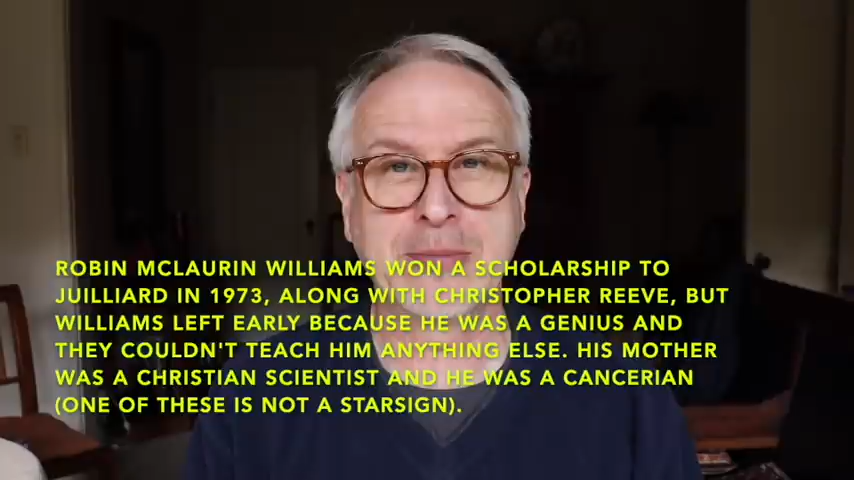 ROBIN MCLAURIN WILLIAMS WON A SCHOLARSHIP TO
JUILLIARD IN 1973, ALONG WITH CHRISTOPHER REEVE, BUT
WILLIAMS LEFT EARLY BECAUSE HE WAS A GENIUS AND
THEY COULDN'T TEACH HIM ANYTHING ELSE. HIS MOTHER
WAS A CHRISTIAN SCIENTIST AND HE WAS A CANCERIAN
(ONE OF THESE IS NOT A STARSIGN).